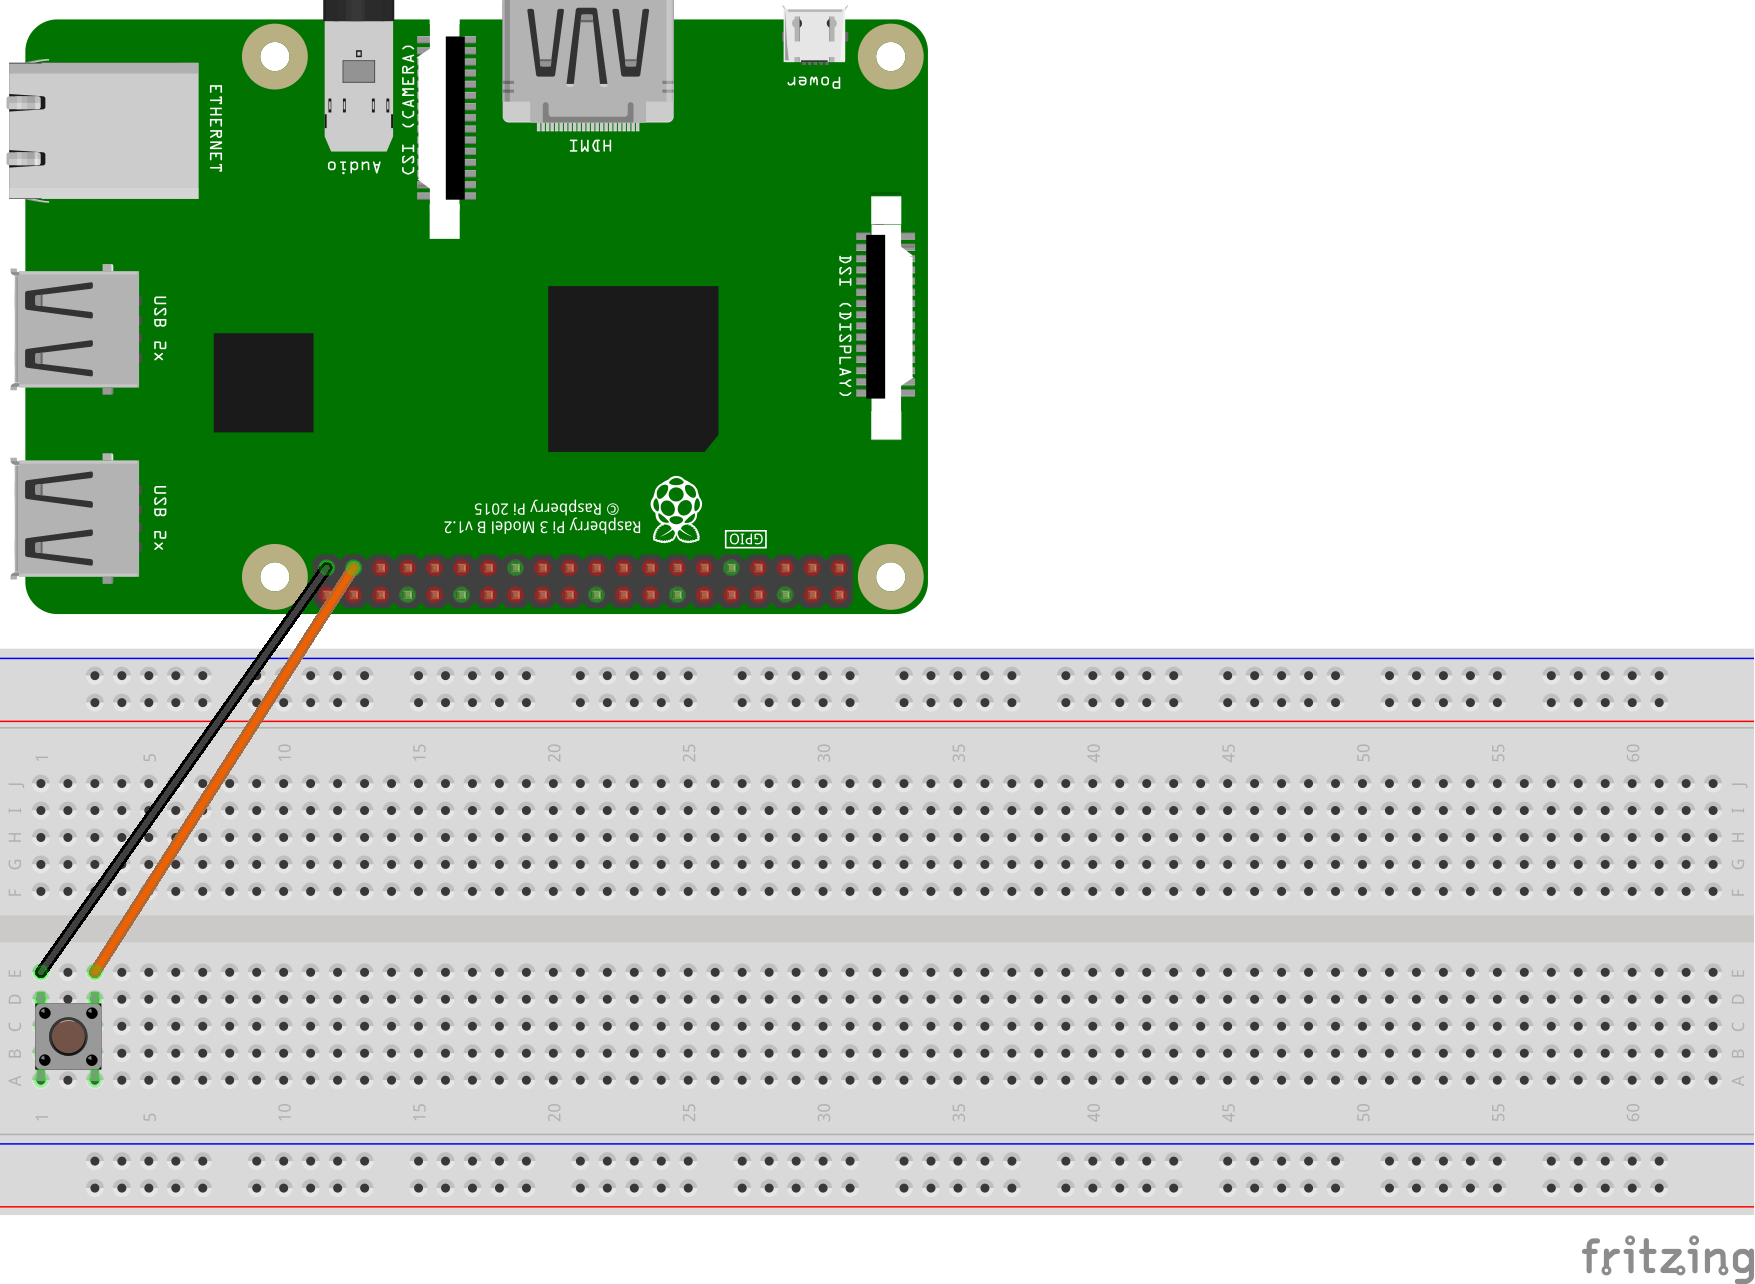 Power
ETHERNET
CSI (CAMERA)
HDMI
Audio
DSI (DISPLAY)
USB 2x
USB 2x
Raspberry Pi 3 Model B v1.2
© Raspberry Pi 2015
GPIO
1 5 10 15 20 25 30 35 40 45 50 55 60
J J
I I
H H
G G
F F
E E
D D
C C
B B
A A
1 5 10 15 20 25 30 35 40 45 50 55 60
fritzing